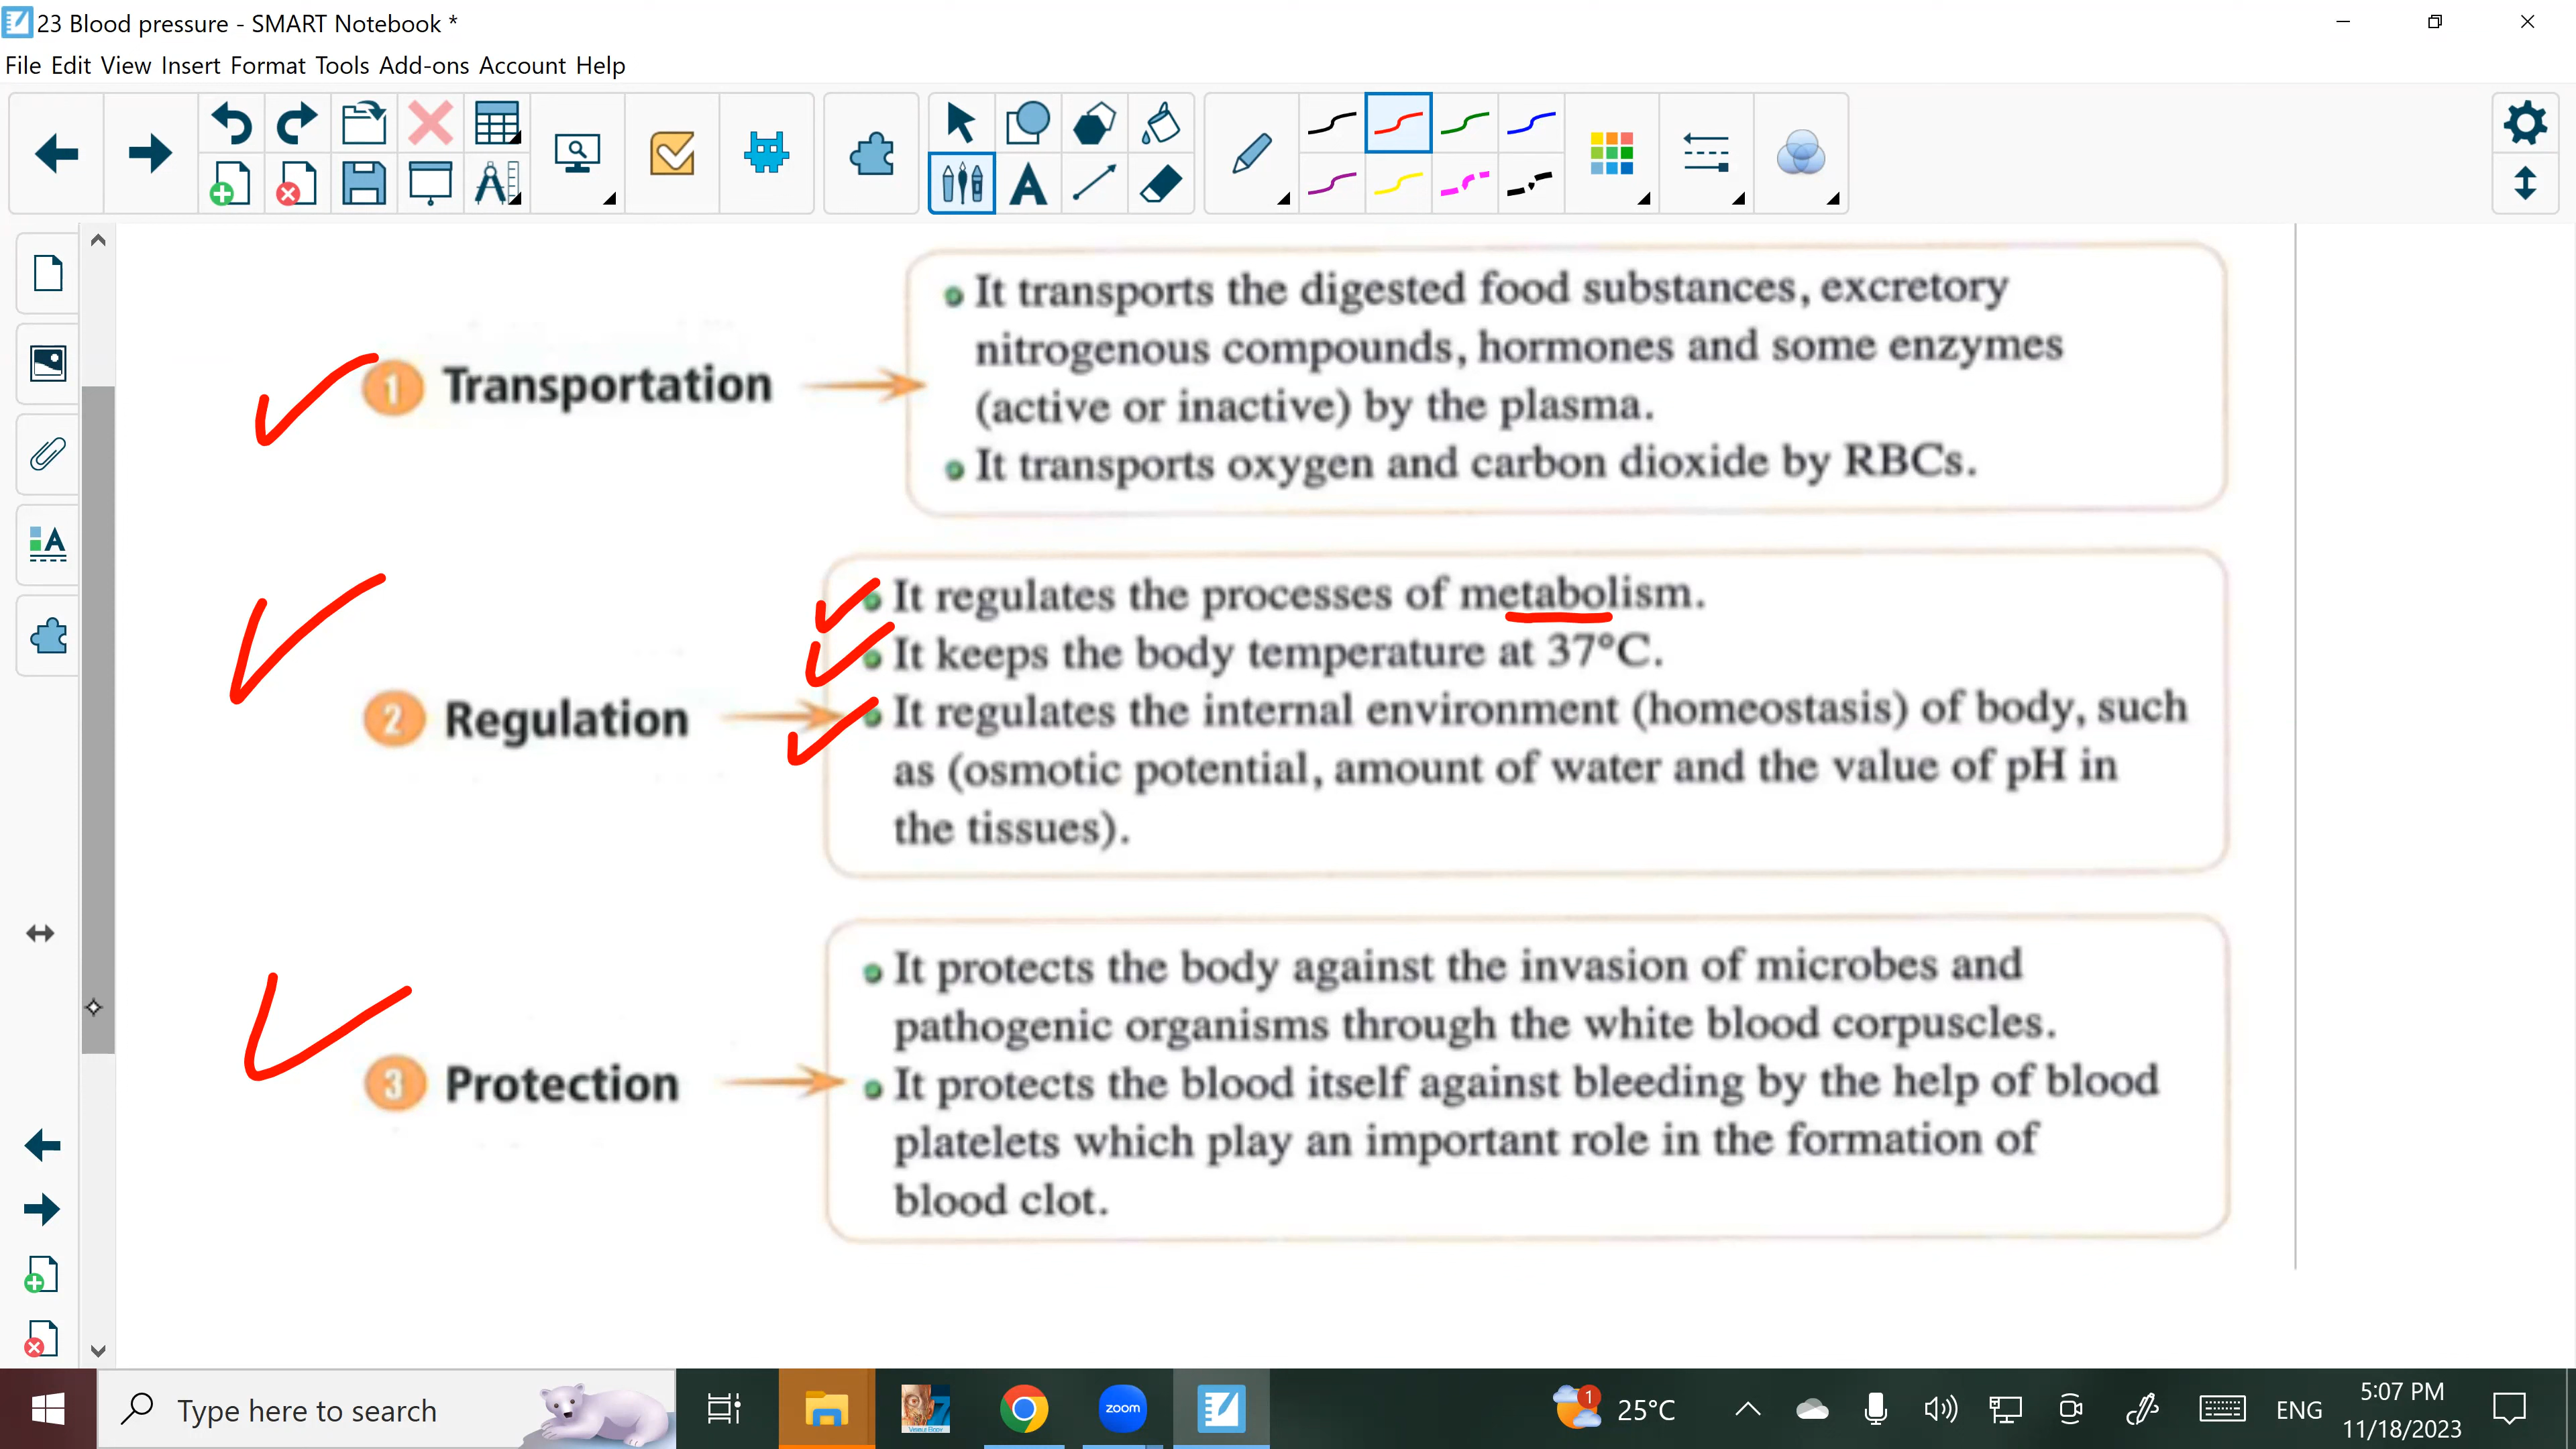 23 Blood pressure - SMART Notebook *
File Edit View Insert Format Tools Add-ons Account Help
1 Transportation
It transports the digested food substances, excretory
nitrogenous compounds, hormones and some enzymes
(active or inactive) by the plasma.
It transports oxygen and carbon dioxide by RBCs.
2 Regulation
It regulates the processes of metabolism.
It keeps the body temperature at 37°C.
It regulates the internal environment (homeostasis) of body, such
as (osmotic potential, amount of water and the value of pH in
the tissues).
3 Protection
It protects the body against the invasion of microbes and
pathogenic organisms through the white blood corpuscles.
It protects the blood itself against bleeding by the help of blood
platelets which play an important role in the formation of
blood clot.
Type here to search
zoom
1
25°C
ENG
5:07 PM
11/18/2023